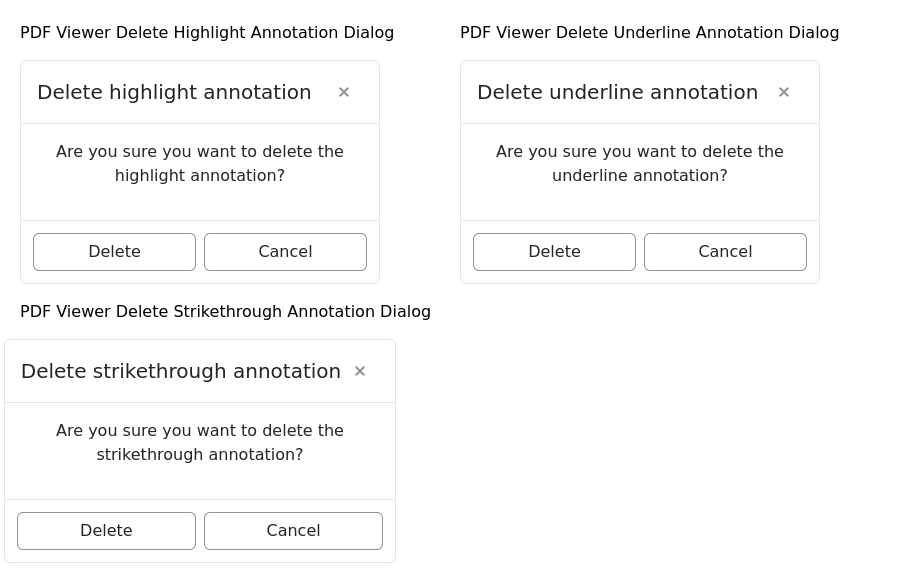 PDF Viewer Delete Highlight Annotation Dialog
Delete highlight annotation ×
Are you sure you want to delete the
highlight annotation?
Delete Cancel
PDF Viewer Delete Underline Annotation Dialog
Delete underline annotation ×
Are you sure you want to delete the
underline annotation?
Delete Cancel
PDF Viewer Delete Strikethrough Annotation Dialog
Delete strikethrough annotation ×
Are you sure you want to delete the
strikethrough annotation?
Delete Cancel